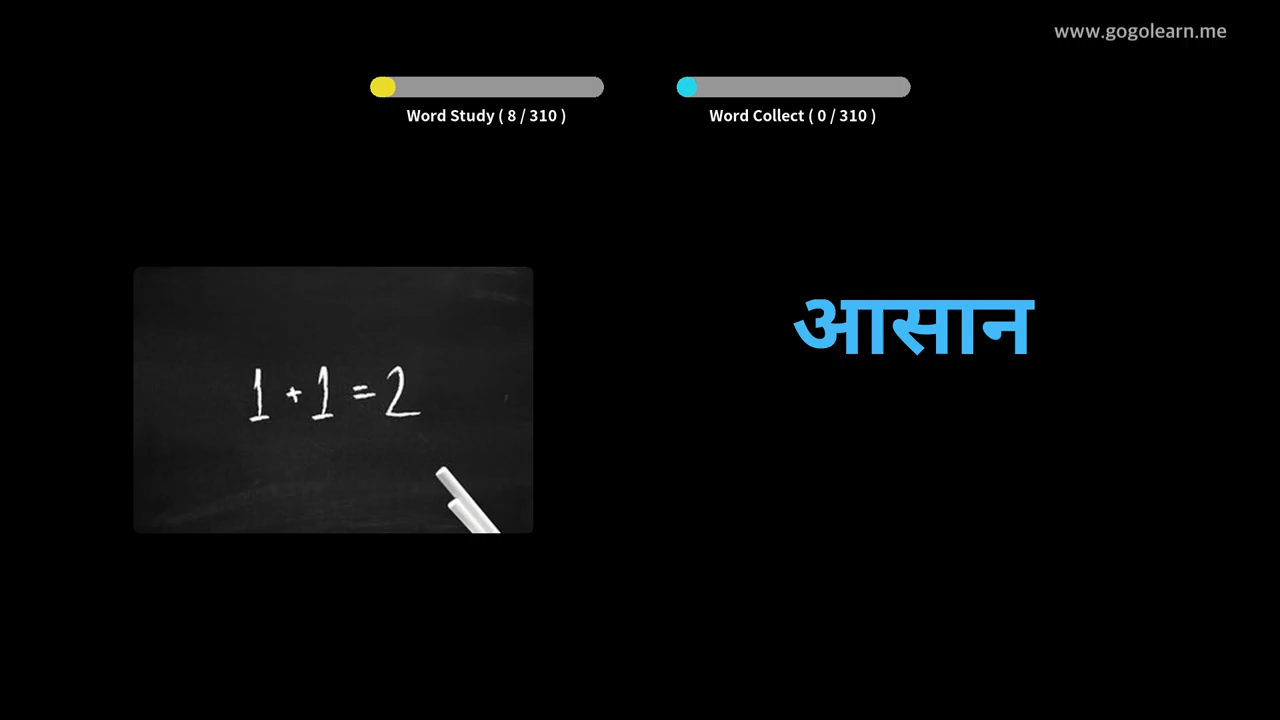 www.gogolearn.me
Word Study ( 8 / 310 )
Word Collect ( 0 / 310 )
आसान
1 + 1 = 2